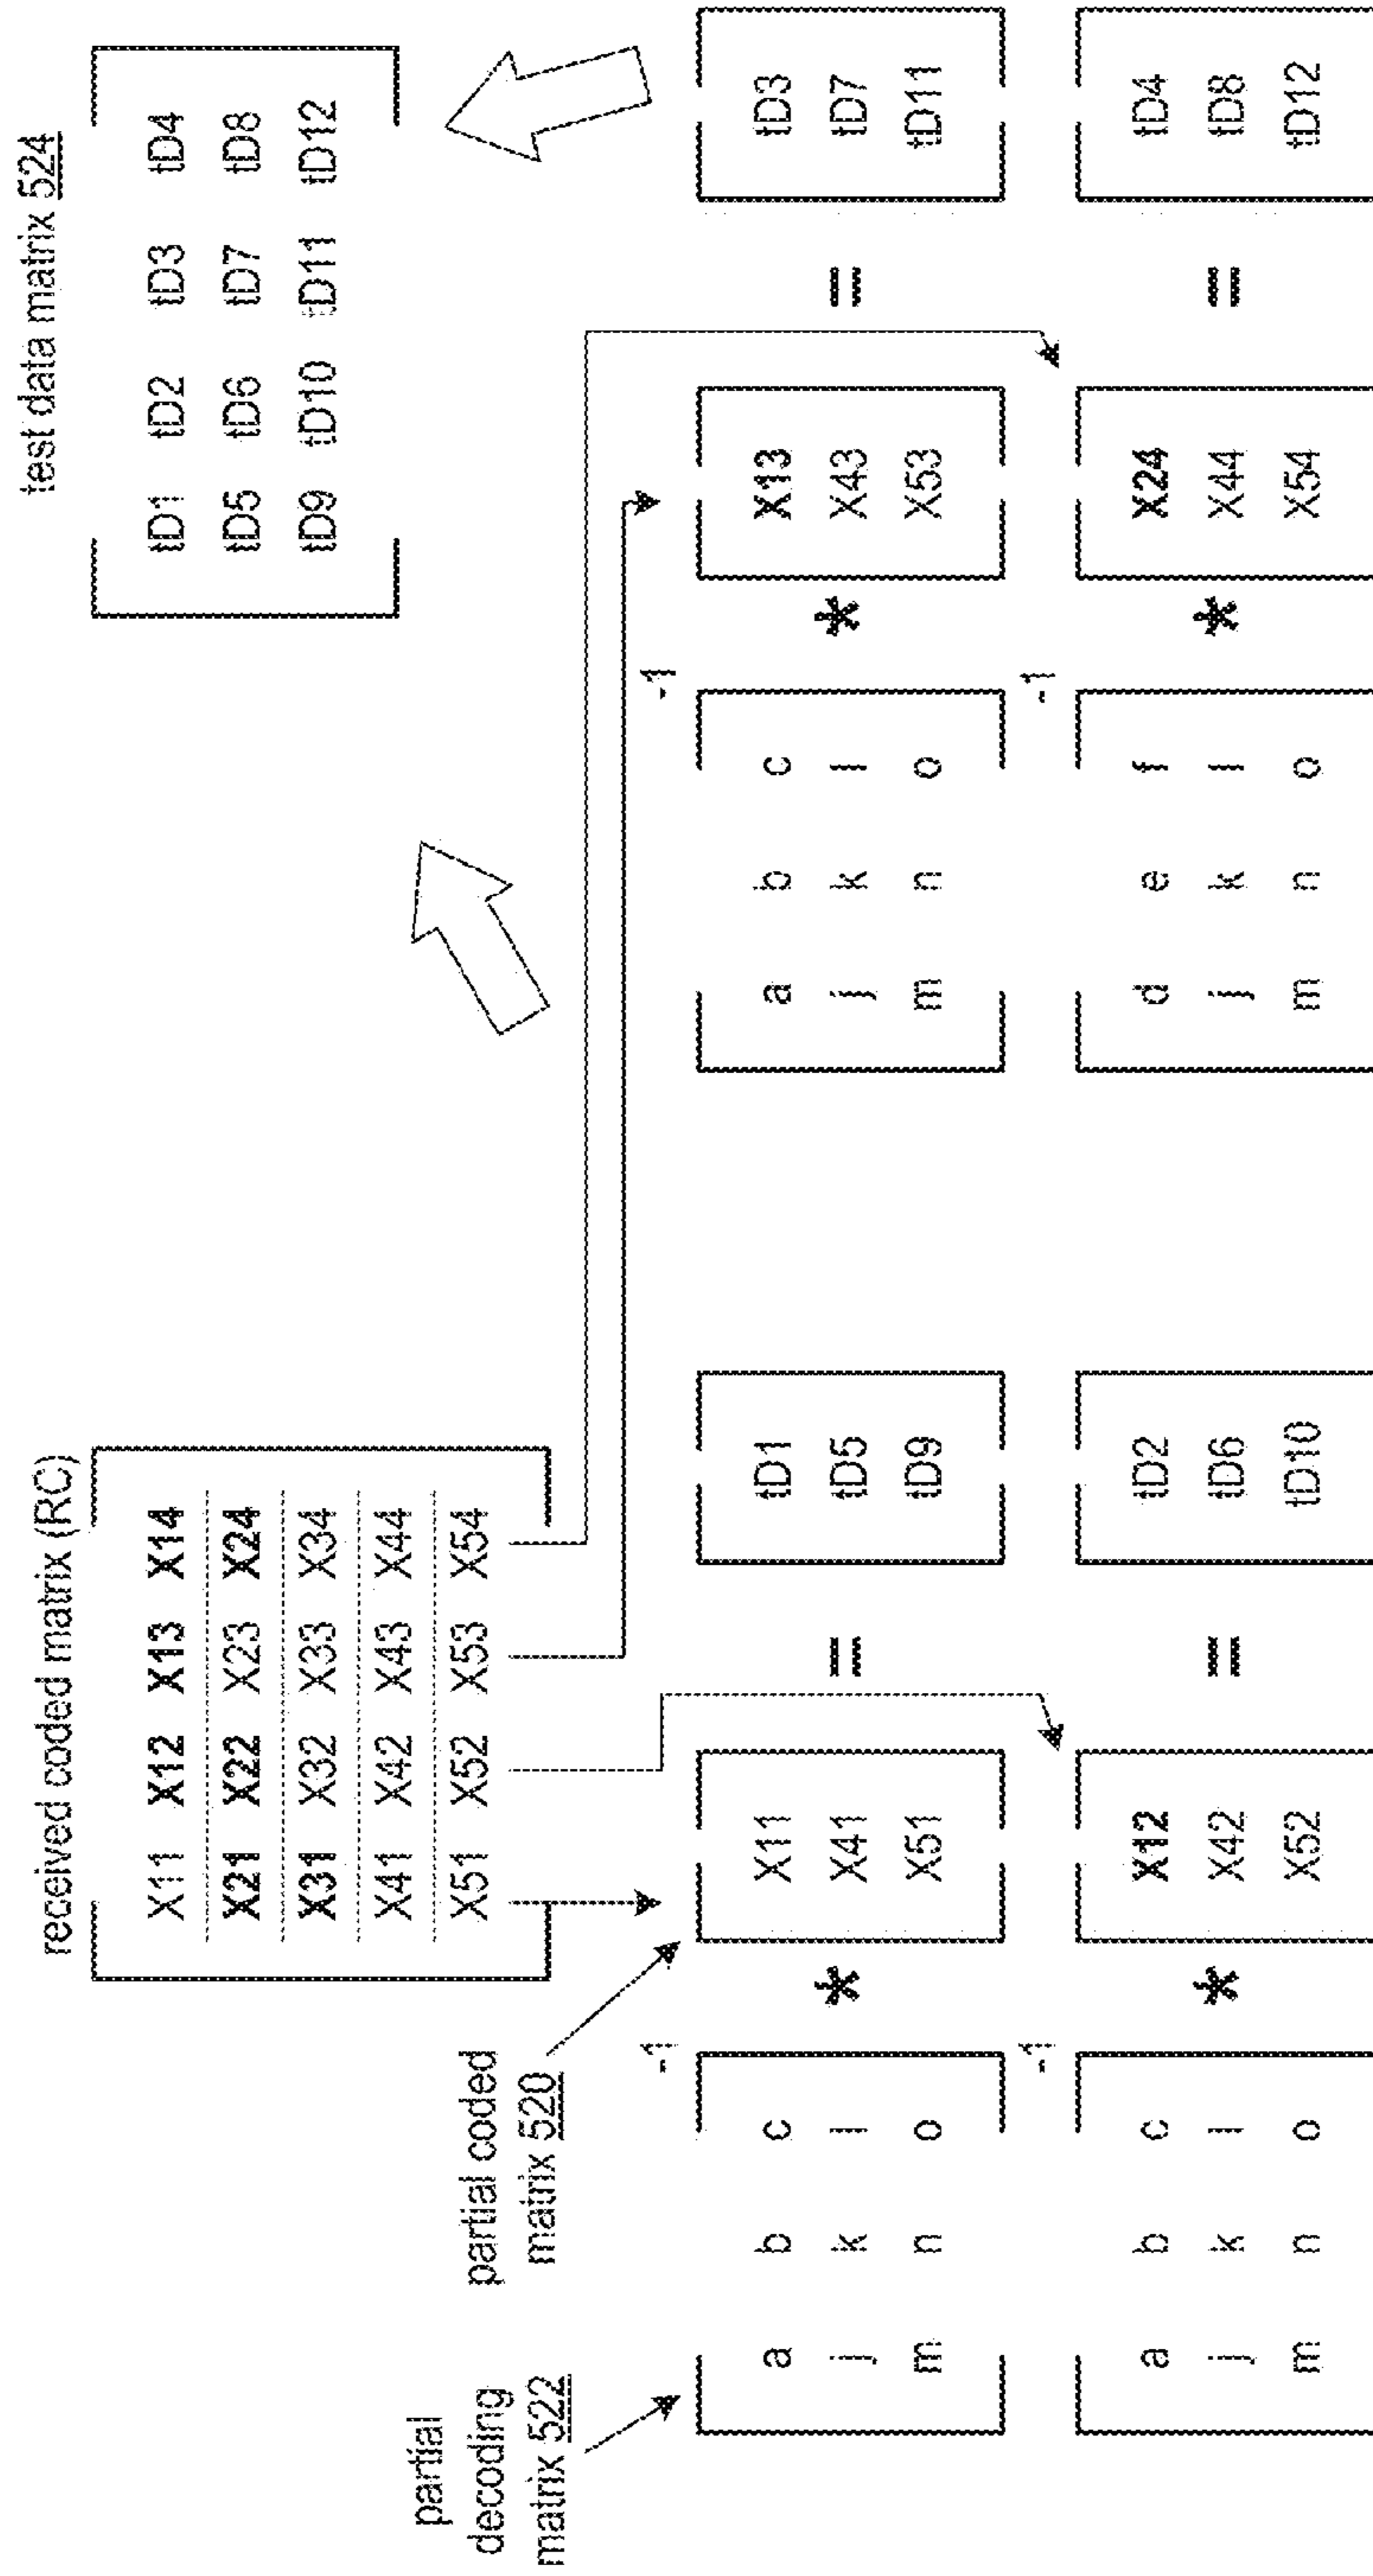 received coded matrix (RC)
X11 X12 X13 X14
X21 X22 X23 X24
X31 X32 X33 X34
X41 X42 X43 X44
X51 X52 X53 X54
test data matrix 524
tD1 tD2 tD3 tD4
tD5 tD6 tD7 tD8
tD9 tD10 tD11 tD12
partial
decoding
matrix 522
partial coded
matrix 520
a b c -1
j k l
m n o
*
X11
X41
X51
=
tD1
tD5
tD9
a b c -1
j k l
m n o
*
X13
X43
X53
=
tD3
tD7
tD11
a b c -1
j k l
m n o
*
X12
X42
X52
=
tD2
tD6
tD10
d e f -1
j k l
m n o
*
X24
X44
X54
=
tD4
tD8
tD12